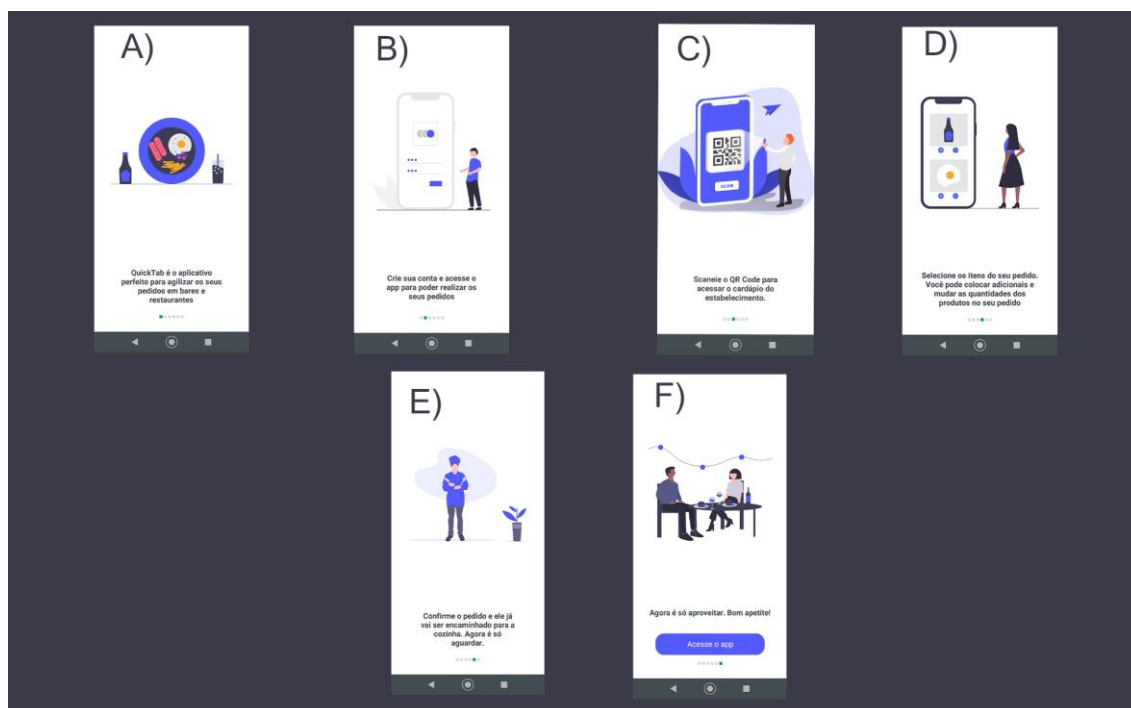 A)
QuickTab é o aplicativo
perfeito para agilizar os seus
pedidos em bares e
restaurantes
B)
Crie sua conta e acesse o
app para poder realizar os
seus pedidos
C)
SCAN
Scaneie o QR Code para
acessar o cardápio do
estabelecimento.
D)
Selecione os itens do seu pedido.
Você pode colocar adicionais e
mudar as quantidades dos
produtos no seu pedido
E)
Confirme o pedido e ele já
vai ser encaminhado para a
cozinha. Agora é só
aguardar.
F)
Agora é só aproveitar. Bom apetite!
Acesse o app